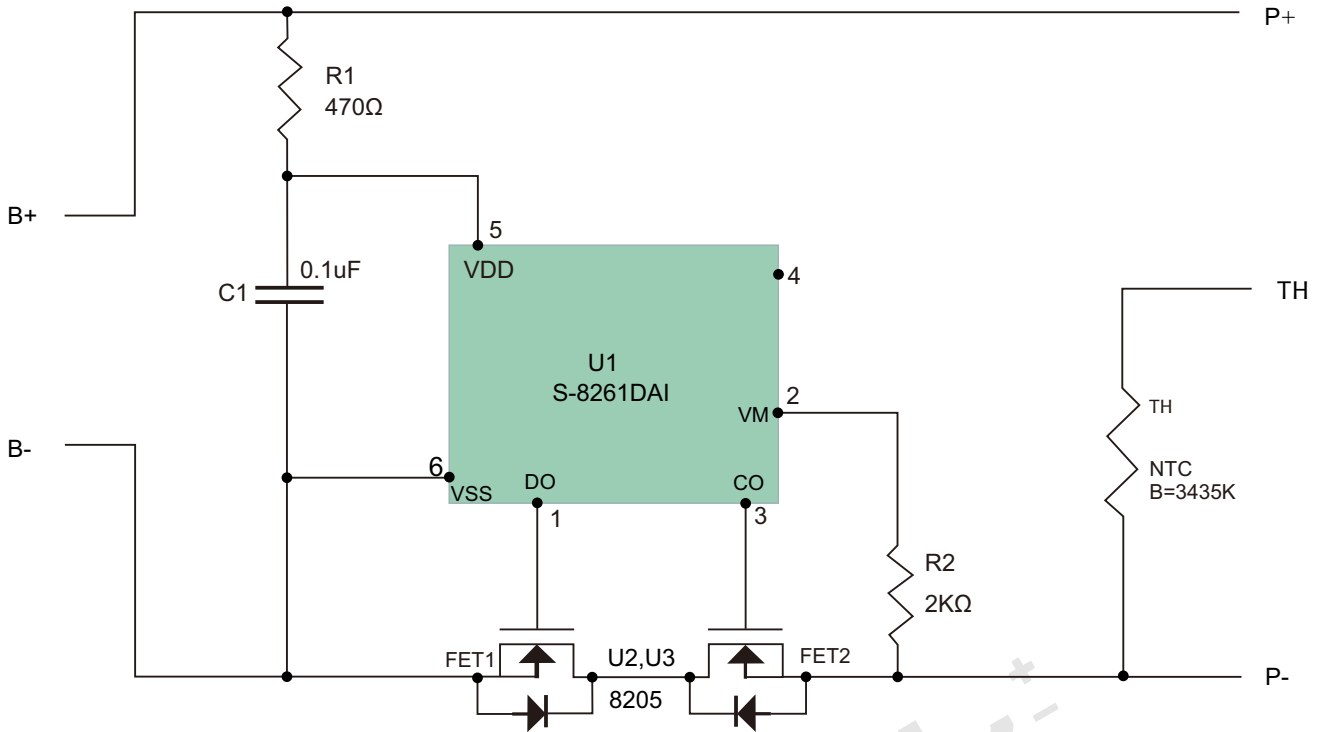 P+
R1
470Ω
B+
5
VDD
4
0.1uF
C1
TH
U1
S-8261DAI
2
VM
TH
B-
6
VSS
DO
CO
NTC
B=3435K
1
3
R2
2KΩ
FET1
U2,U3
FET2
8205
P-